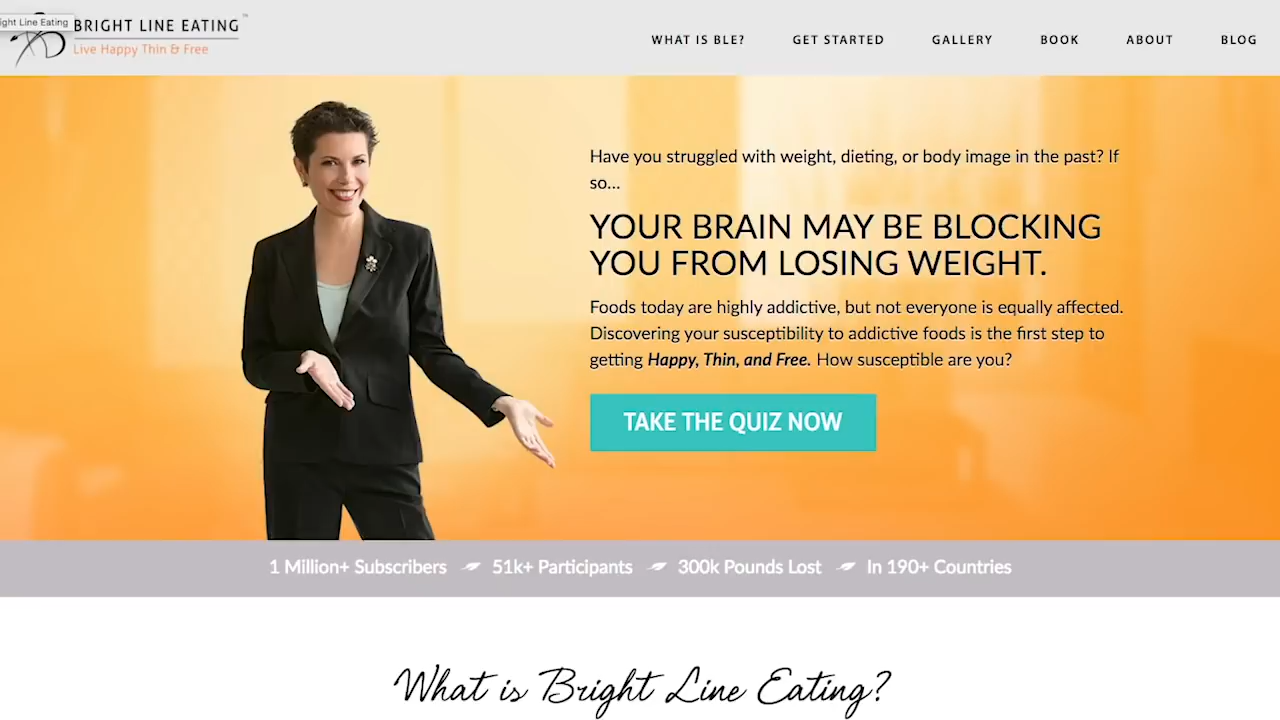 ight Line Eating
BRIGHT LINE EATING™
Live Happy Thin & Free
WHAT IS BLE?
GET STARTED
GALLERY
BOOK
ABOUT
BLOG
Have you struggled with weight, dieting, or body image in the past? If
so...
YOUR BRAIN MAY BE BLOCKING
YOU FROM LOSING WEIGHT.
Foods today are highly addictive, but not everyone is equally affected.
Discovering your susceptibility to addictive foods is the first step to
getting Happy, Thin, and Free. How susceptible are you?
TAKE THE QUIZ NOW
1 Million+ Subscribers 51k+ Participants 300k Pounds Lost In 190+ Countries
What is Bright Line Eating?